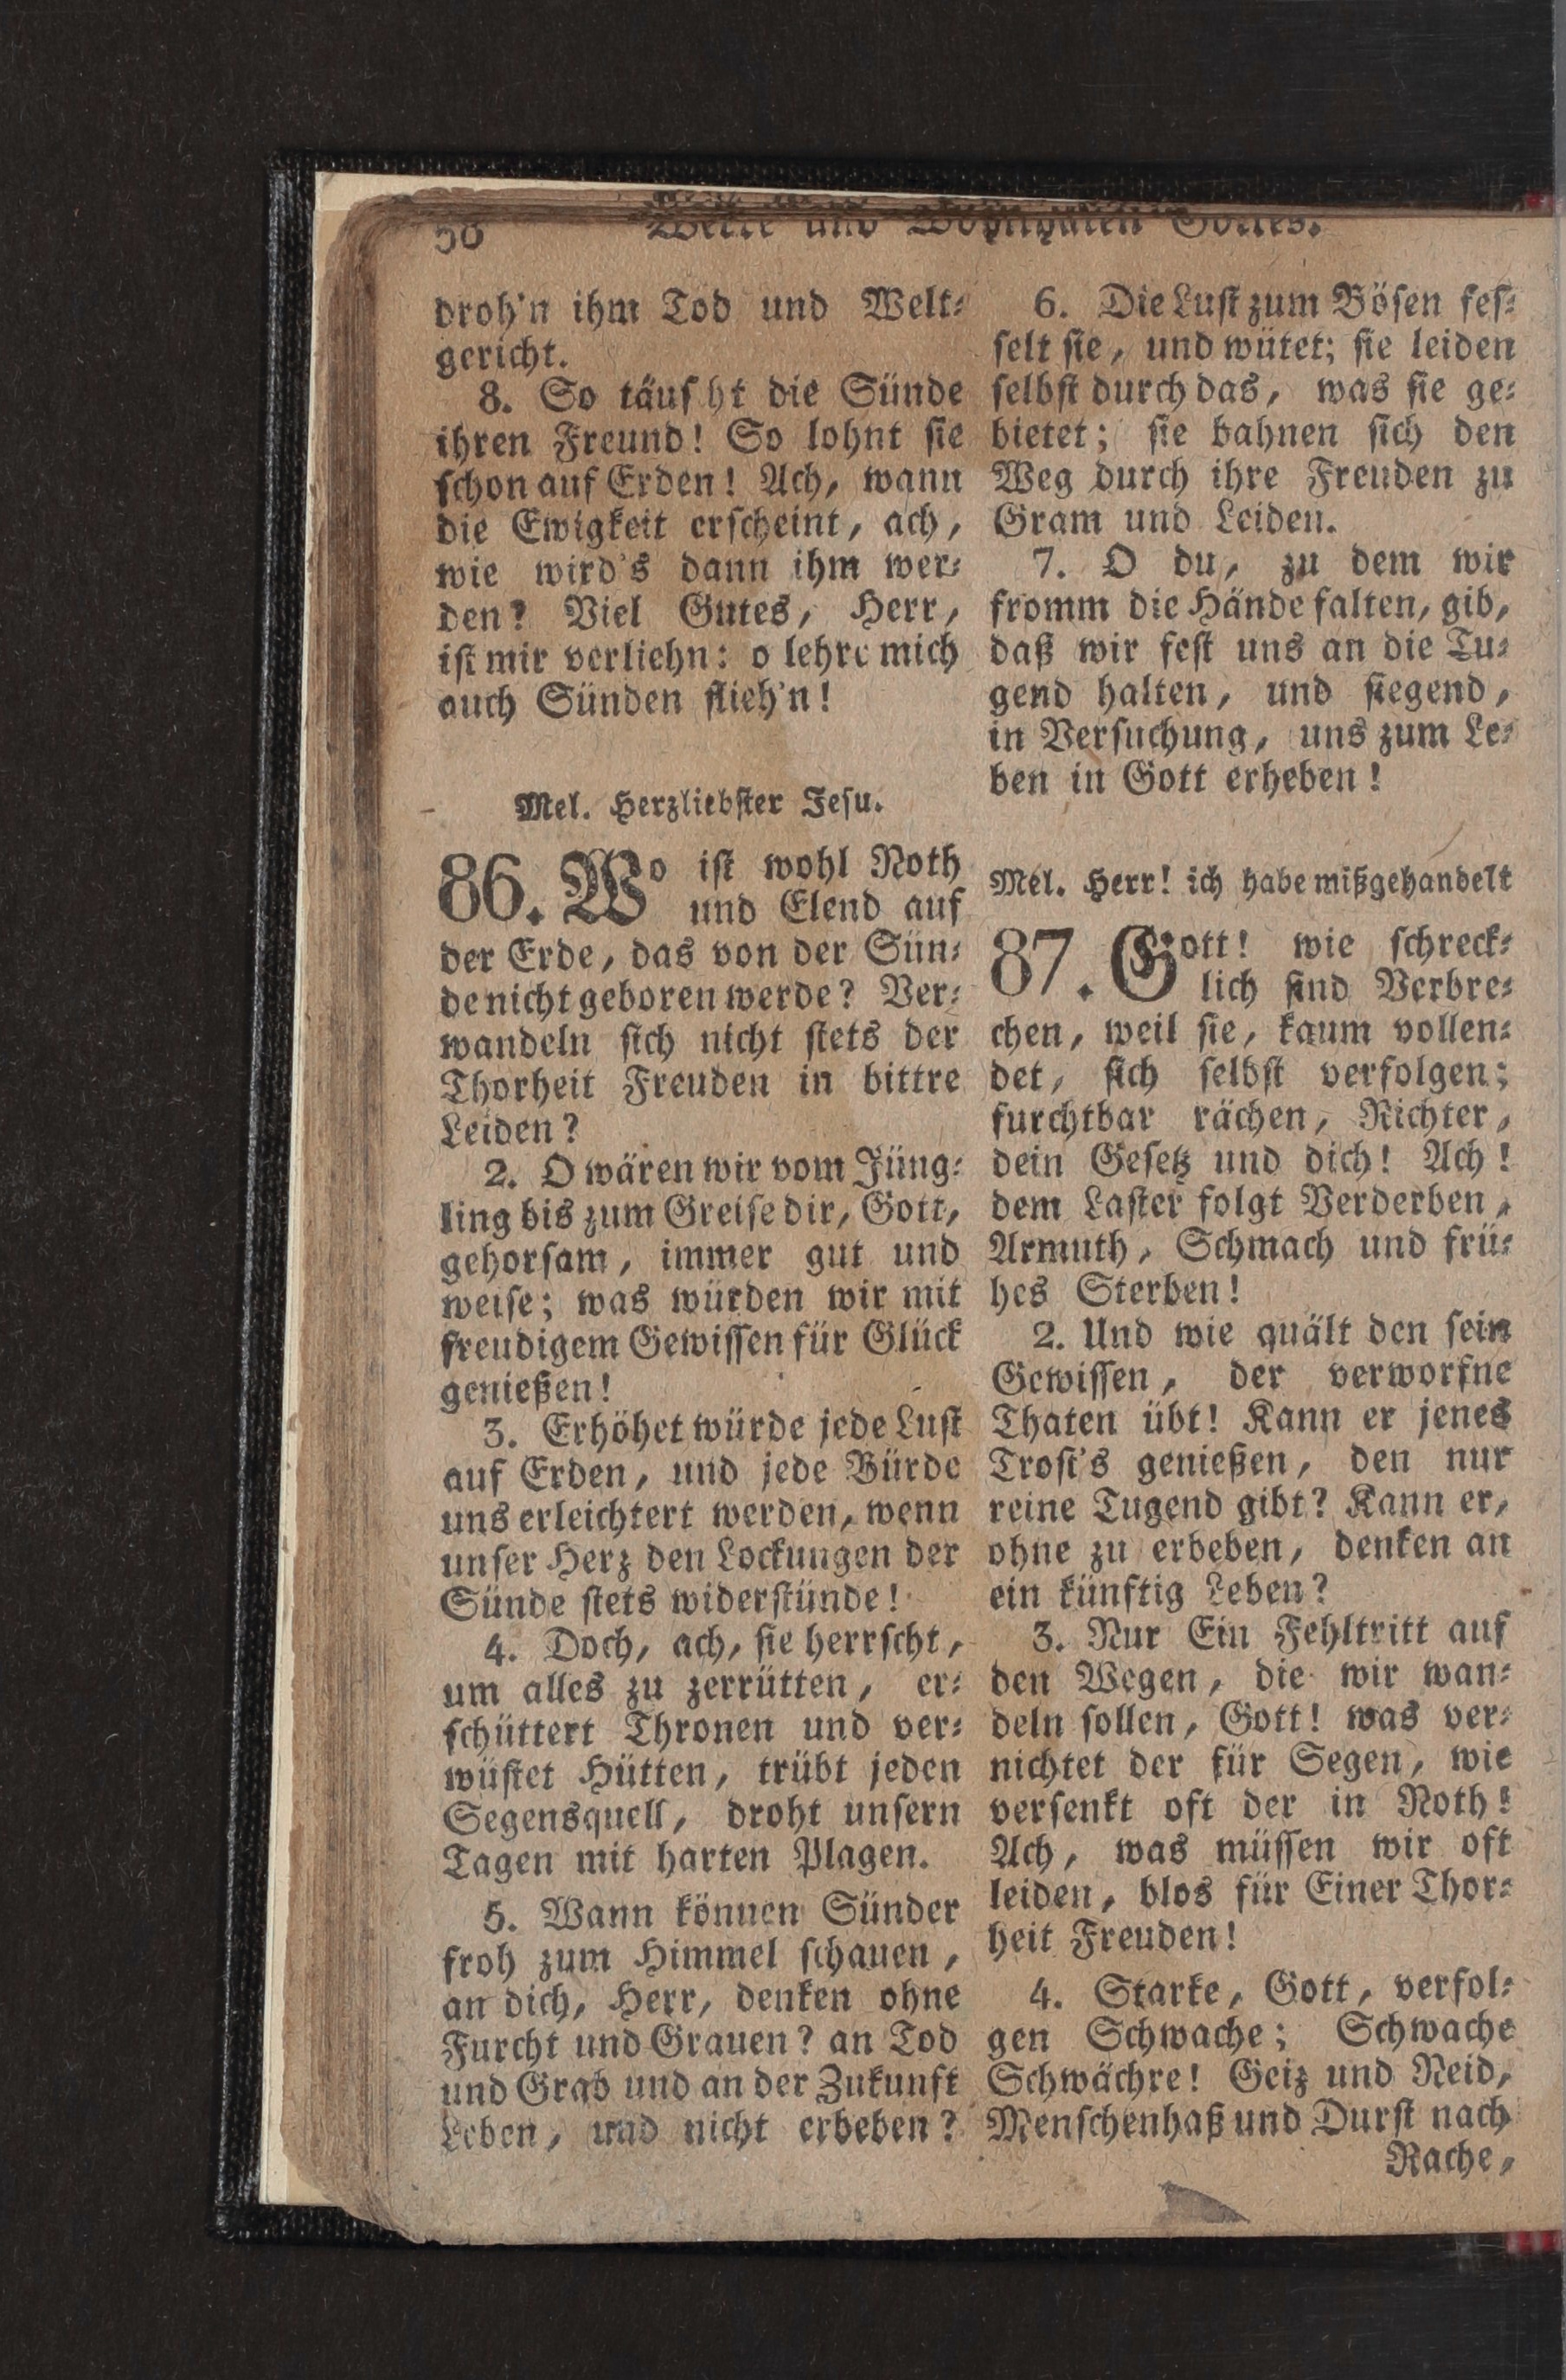 Werke und Wohlthaten Gottes.
droh'n ihm Tod und Welt-
gericht.
8. So täuscht die Sünde
ihren Freund! So lohnt sie
schon auf Erden! Ach, wann
die Ewigkeit erscheint, ach,
wie wird's dann ihm wer-
den? Viel Gutes, Herr,
ist mir verliehn: o lehre mich
auch Sünden flieh'n!
Mel. Herzliebster Jesu.
86. Wo ist wohl Noth
und Elend auf
der Erde, das von der Sün-
de nicht geboren werde? Ver-
wandeln sich nicht stets der
Thorheit Freuden in bittre
Leiden?
2. O wären wir vom Jüng-
ling bis zum Greise dir, Gott,
gehorsam, immer gut und
weise; was würden wir mit
freudigem Gewissen für Glück
genießen!
3. Erhöhet würde jede Lust
auf Erden, und jede Bürde
uns erleichtert werden, wenn
unser Herz den Lockungen der
Sünde stets widerstünde!
4. Doch, ach, sie herrscht,
um alles zu zerrütten, er-
schüttert Thronen und ver-
wüstet Hütten, trübt jeden
Segensquell, droht unsern
Tagen mit harten Plagen.
5. Wann können Sünder
froh zum Himmel schauen,
an dich, Herr, denken ohne
Furcht und Grauen? an Tod
und Grab und an der Zukunft
Leben, und nicht erbeben?
6. Die Lust zum Bösen fes-
selt sie, und wütet; sie leiden
selbst durch das, was sie ge-
bietet; sie bahnen sich den
Weg durch ihre Freuden zu
Gram und Leiden.
7. O du, zu dem wir
fromm die Hände falten, gib,
daß wir fest uns an die Tu-
gend halten, und siegend,
in Versuchung, uns zum Le-
ben in Gott erheben!
Mel. Herr! ich habe mißgehandelt
87. Gott! wie schreck-
lich sind Verbre-
chen, weil sie, kaum vollen-
det, sich selbst verfolgen;
furchtbar rächen, Richter,
dein Gesetz und dich! Ach!
dem Laster folgt Verderben,
Armuth, Schmach und frü-
hes Sterben!
2. Und wie quält den sein
Gewissen, der verworfne
Thaten übt! Kann er jenes
Trost's genießen, den nur
reine Tugend gibt? Kann er,
ohne zu erbeben, denken an
ein künftig Leben?
3. Nur Ein Fehltritt auf
den Wegen, die wir wan-
deln sollen, Gott! was ver-
nichtet der für Segen, wie
versenkt oft der in Noth!
Ach, was müssen wir oft
leiden, blos für Einer Thor-
heit Freuden!
4. Starke, Gott, verfol-
gen Schwache; Schwache
Schwächre! Geiz und Neid,
Menschenhaß und Durst nach
Rache,